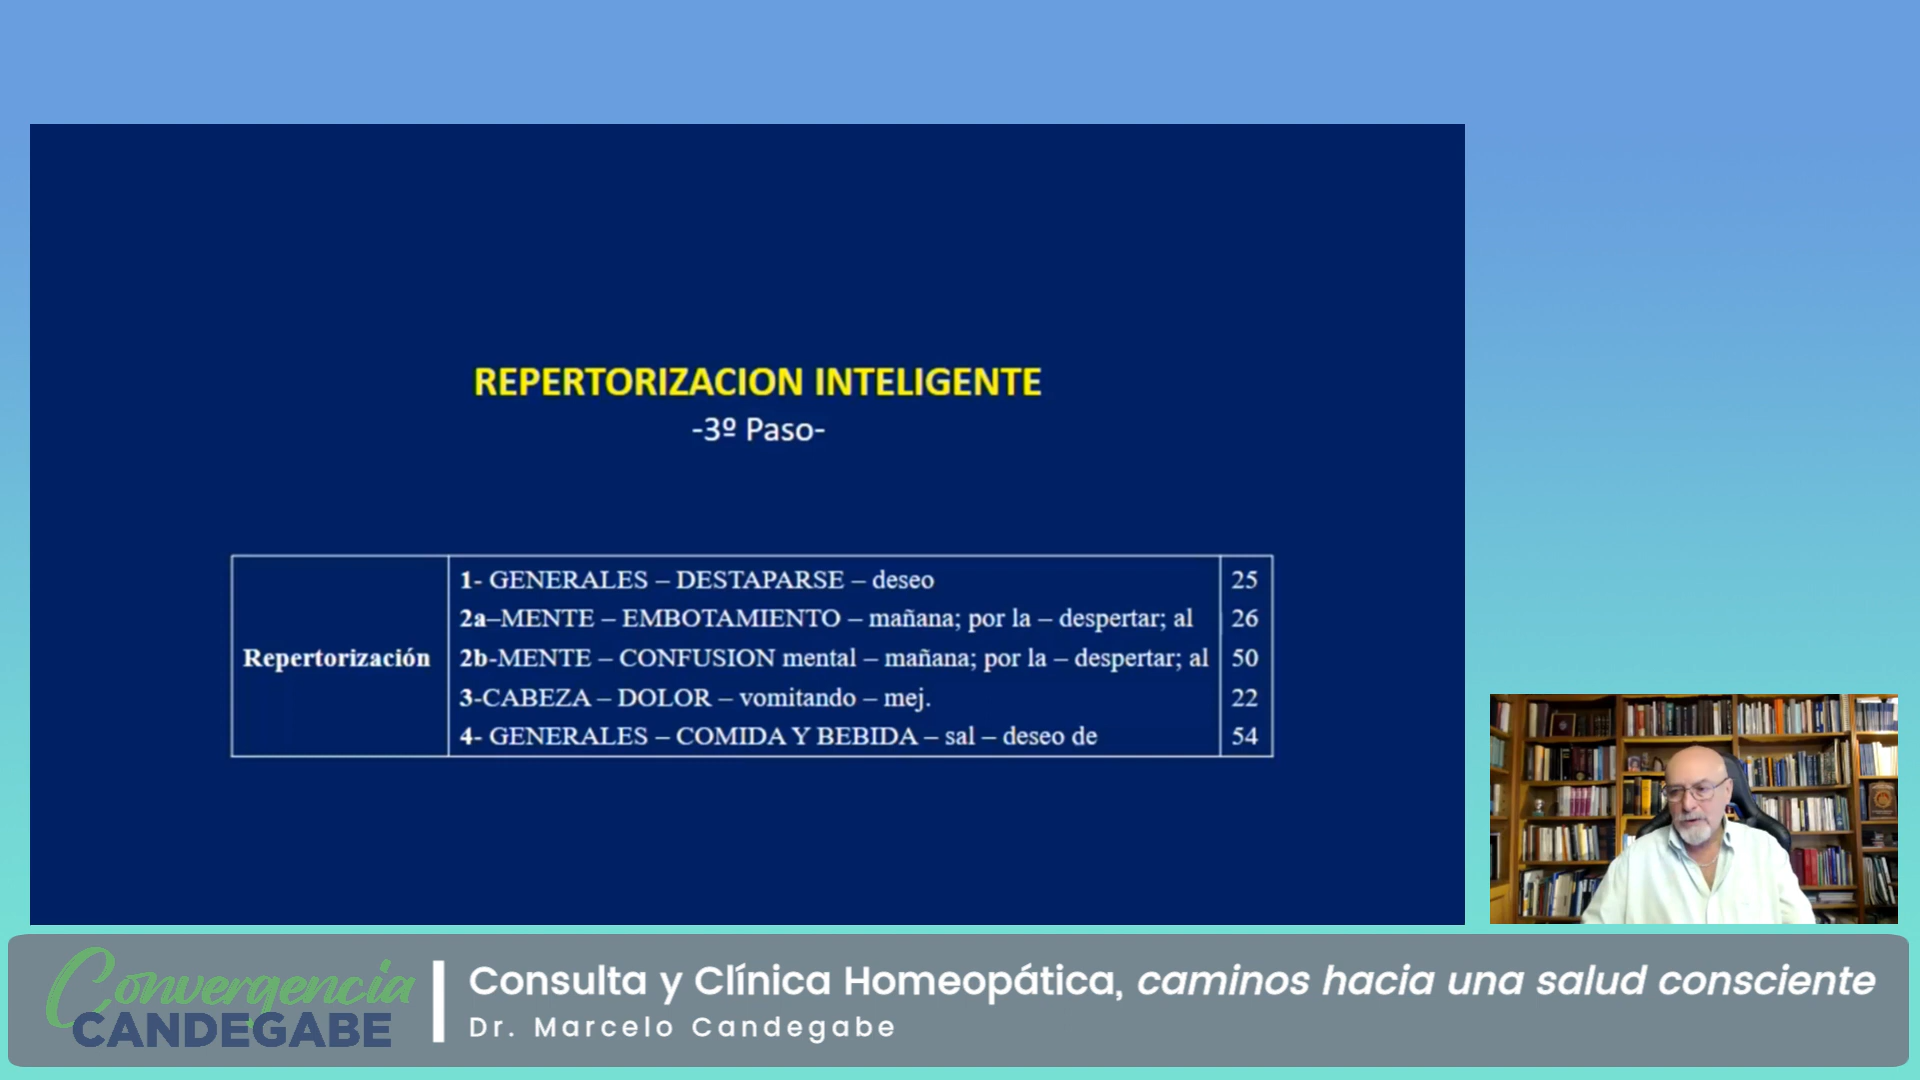 REPERTORIZACION INTELIGENTE
-3º Paso-
Repertorización
1- GENERALES – DESTAPARSE – deseo 25
2a–MENTE – EMBOTAMIENTO – mañana; por la – despertar; al 26
2b-MENTE – CONFUSION mental – mañana; por la – despertar; al 50
3-CABEZA – DOLOR – vomitando – mej. 22
4- GENERALES – COMIDA Y BEBIDA – sal – deseo de 54
Convergencia
CANDEGABE
Consulta y Clínica Homeopática, caminos hacia una salud consciente
Dr. Marcelo Candegabe